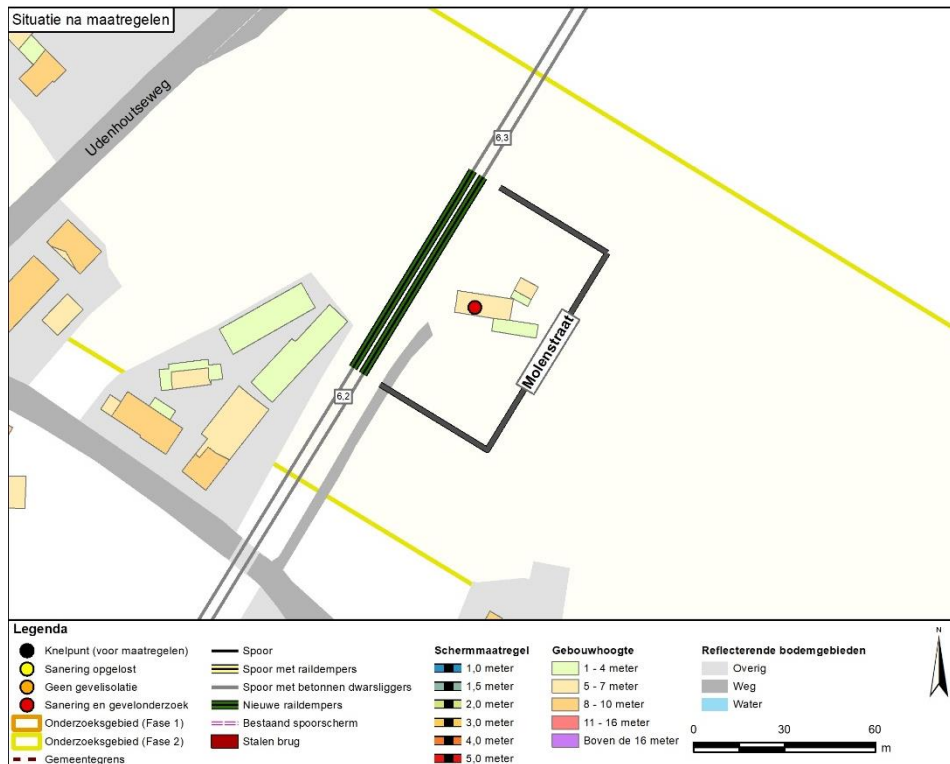 Situatie na maatregelen
Udenhoutseweg
6,3
Molenstraat
6,2
Legenda
Knelpunt (voor maatregelen)
Sanering opgelost
Geen gevelisolatie
Sanering en gevelonderzoek
Onderzoeksgebied (Fase 1)
Onderzoeksgebied (Fase 2)
Gemeentegrens
Spoor
Spoor met raildempers
Spoor met betonnen dwarsliggers
Nieuwe raildempers
Bestaand spoorscherm
Stalen brug
Schermmaatregel
1,0 meter
1,5 meter
2,0 meter
3,0 meter
4,0 meter
5,0 meter
Gebouwhoogte
1 - 4 meter
5 - 7 meter
8 - 10 meter
11 - 16 meter
Boven de 16 meter
Reflecterende bodemgebieden
Overig
Weg
Water
N
0 30 60
m